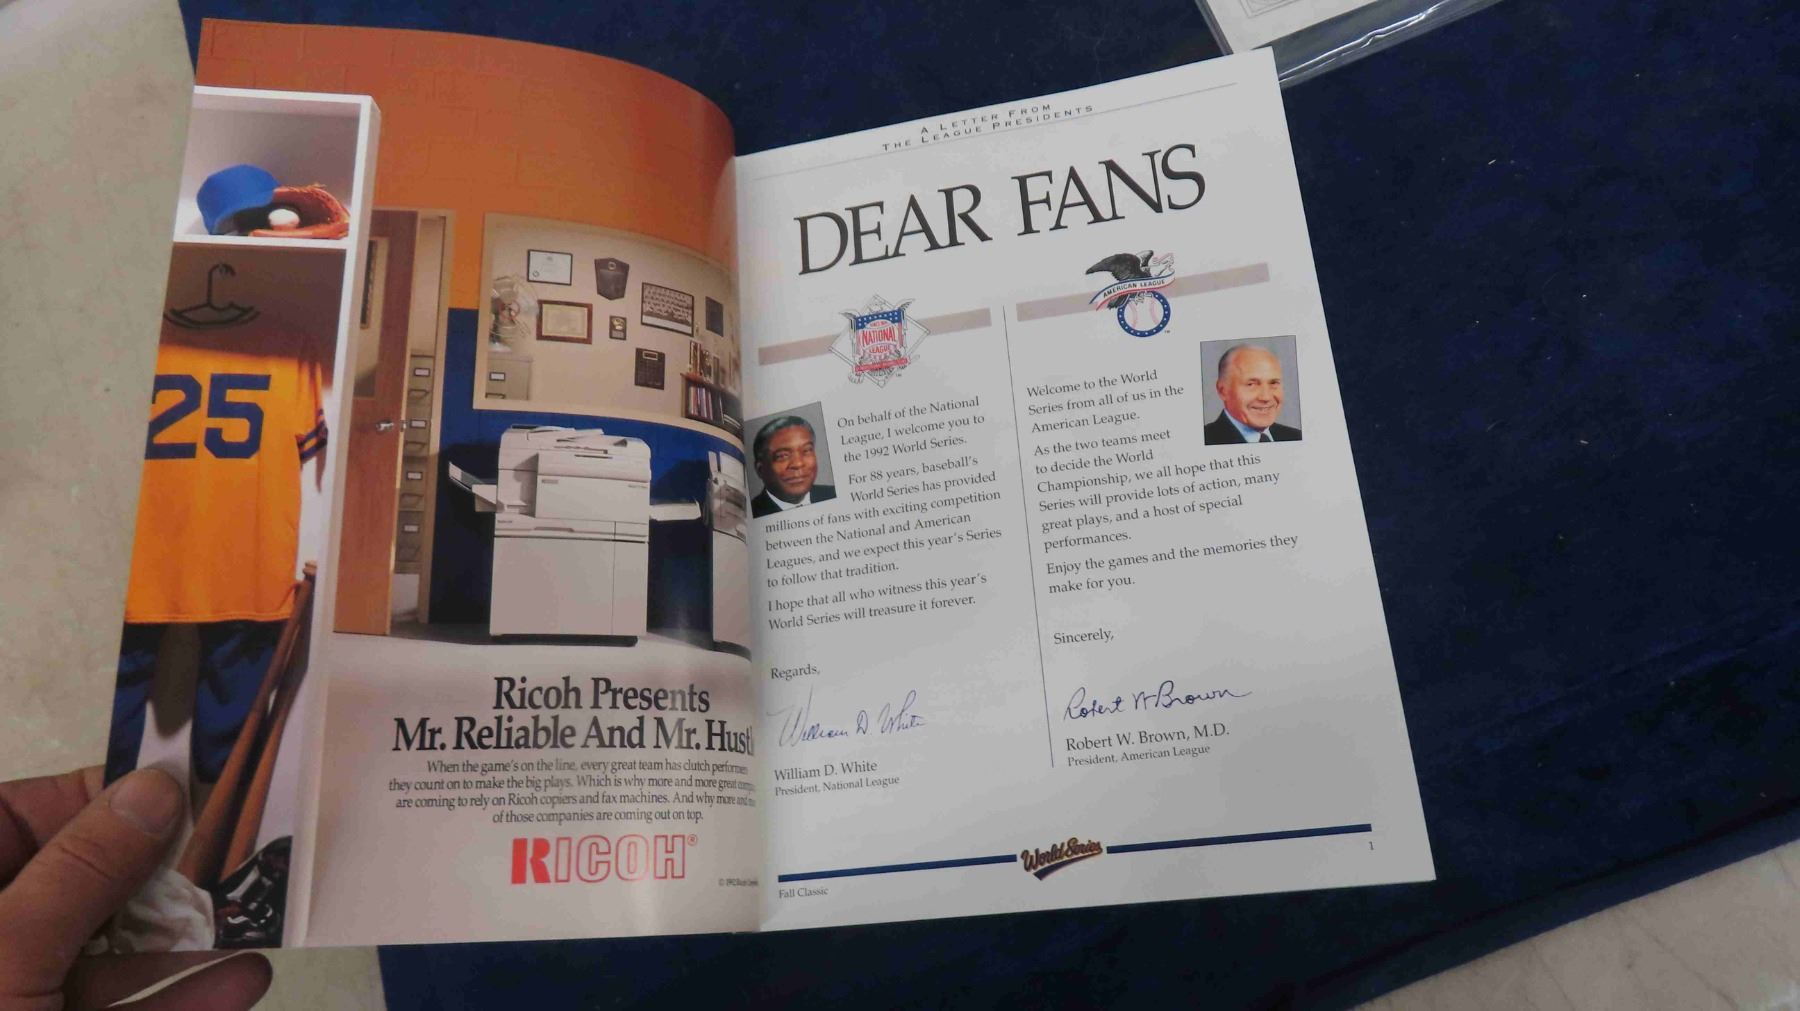 25
Ricoh Presents
Mr. Reliable And Mr. Hust
When the game's on the line, every great team has clutch performers
they count on to make the big plays. Which is why more and more great
are coming to rely on Ricoh copiers and fax machines. And why more and
of those companies are coming out on top.
RICOH®
© 1992 Ricoh
A LETTER FROM
THE LEAGUE PRESIDENTS
DEAR FANS
NATIONAL
LEAGUE
On behalf of the National
League, I welcome you to
the 1992 World Series.
For 88 years, baseball's
World Series has provided
millions of fans with exciting competition
between the National and American
Leagues, and we expect this year's Series
to follow that tradition.
I hope that all who witness this year's
World Series will treasure it forever.
Regards,
William D. White
William D. White
President, National League
AMERICAN LEAGUE
TM
Welcome to the World
Series from all of us in the
American League.
As the two teams meet
to decide the World
Championship, we all hope that this
Series will provide lots of action, many
great plays, and a host of special
performances.
Enjoy the games and the memories they
make for you.
Sincerely,
Robert W Brown
Robert W. Brown, M.D.
President, American League
Fall Classic
World Series
1